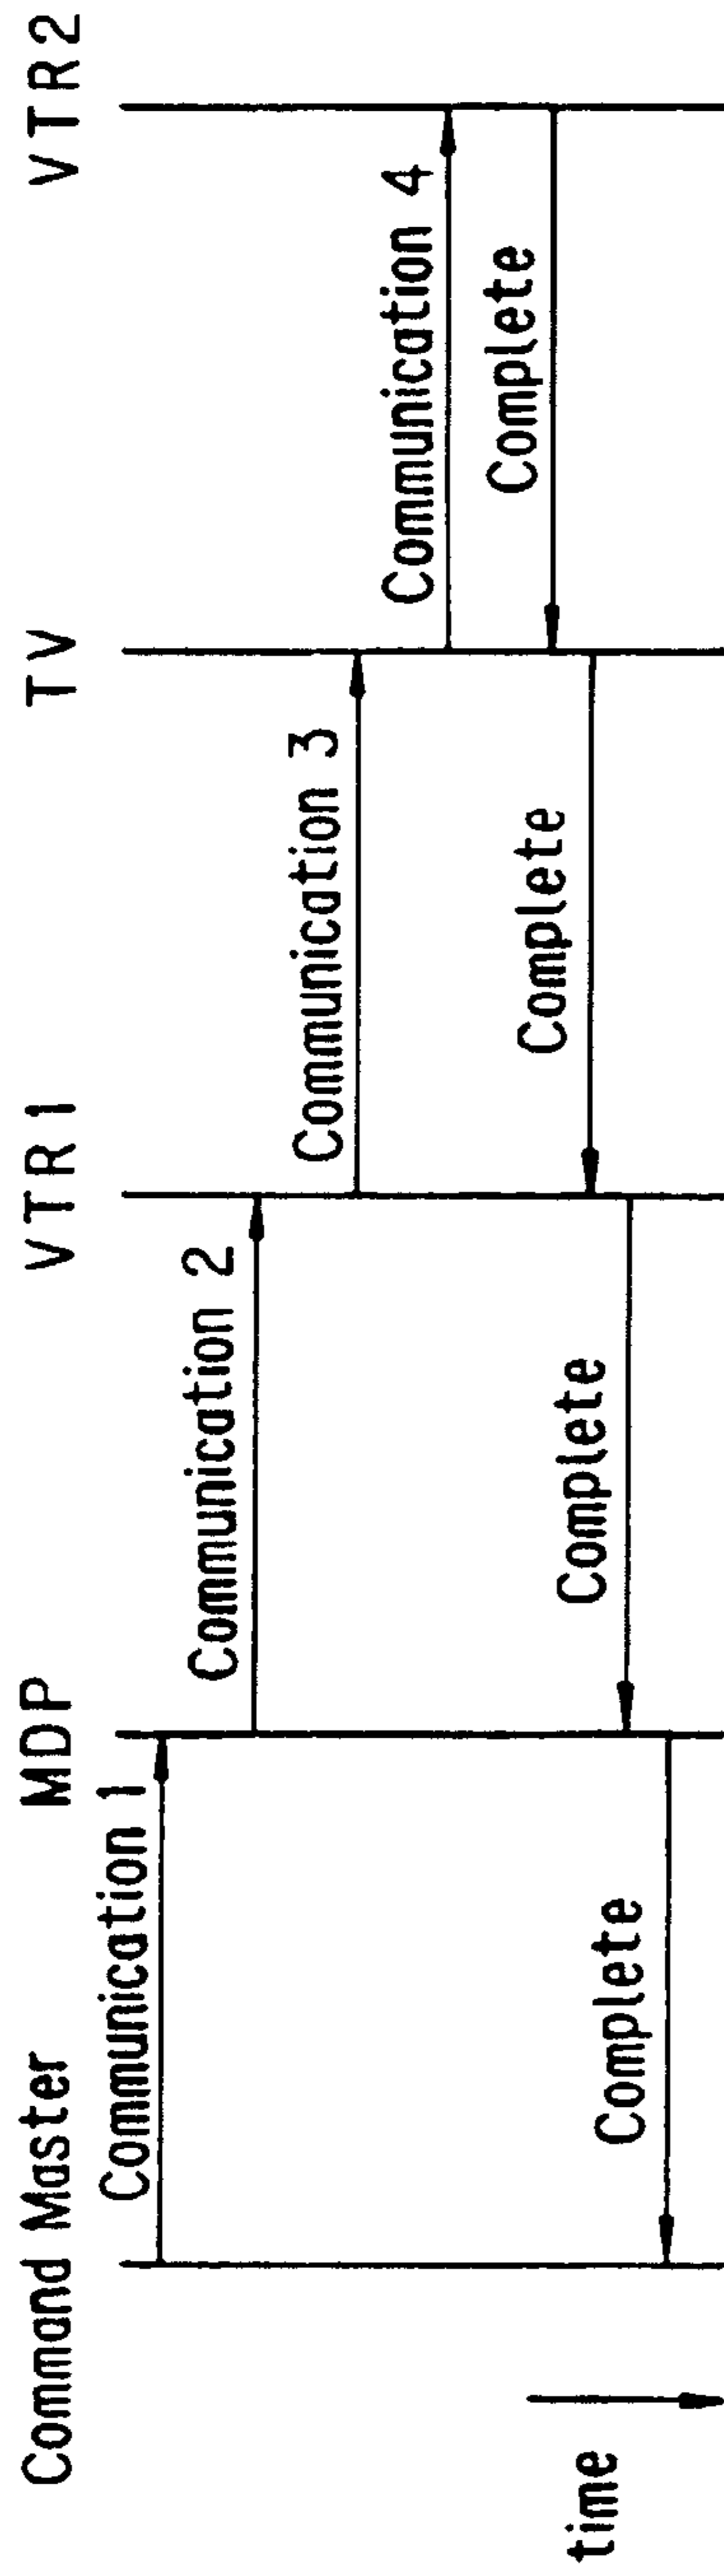 Command Master
MDP
VTR1
TV
VTR2
Communication 1
Communication 2
Communication 3
Communication 4
Complete
Complete
Complete
Complete
time